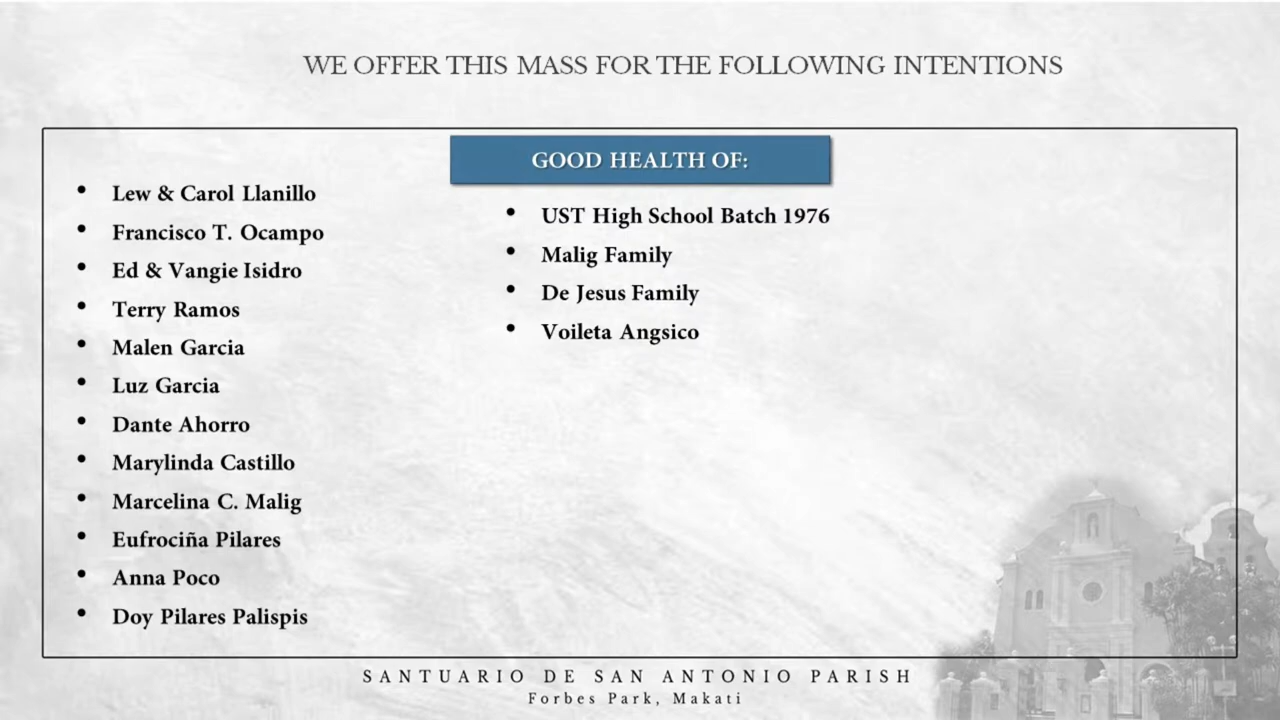 WE OFFER THIS MASS FOR THE FOLLOWING INTENTIONS
GOOD HEALTH OF:
• Lew & Carol Llanillo
• Francisco T. Ocampo
• Ed & Vangie Isidro
• Terry Ramos
• Malen Garcia
• Luz Garcia
• Dante Ahorro
• Marylinda Castillo
• Marcelina C. Malig
• Eufrociña Pilares
• Anna Poco
• Doy Pilares Palispis
• UST High School Batch 1976
• Malig Family
• De Jesus Family
• Voileta Angsico
SANTUARIO DE SAN ANTONIO PARISH
Forbes Park, Makati